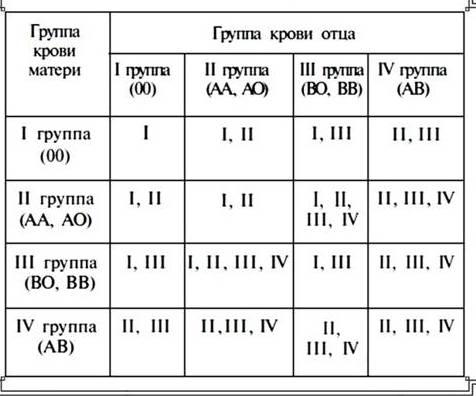 Группа крови матери
Группа крови отца
I группа (00)
II группа (АА, АО)
III группа (ВО, ВВ)
IV группа (АВ)
I группа (00)
I
I, II
I, III
II, III
II группа (АА, АО)
I, II
I, II
I, II, III, IV
II, III, IV
III группа (ВО, ВВ)
I, III
I, II, III, IV
I, III
II, III, IV
IV группа (АВ)
II, III
II,III, IV
II, III, IV
II, III, IV